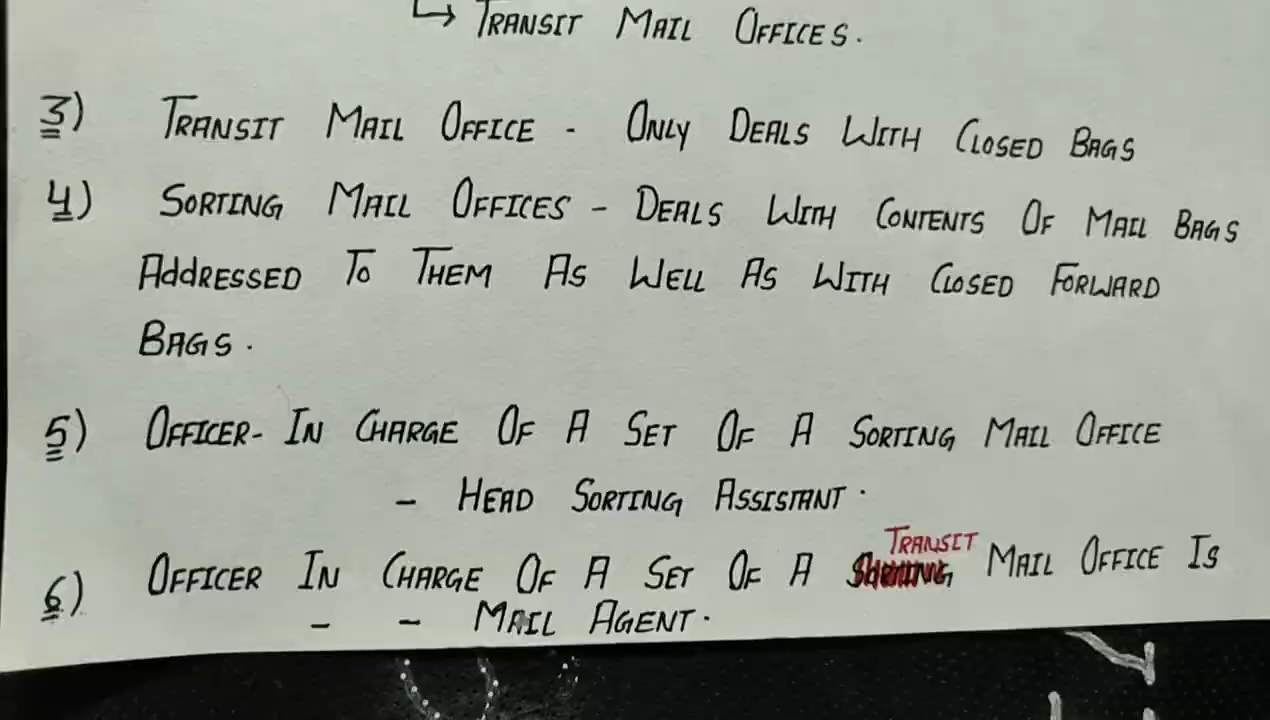 ↳ TRANSIT MAIL OFFICES.
3) TRANSIT MAIL OFFICE - ONLY DEALS WITH CLOSED BAGS
4) SORTING MAIL OFFICES - DEALS WITH CONTENTS OF MAIL BAGS
ADDRESSED TO THEM AS WELL AS WITH CLOSED FORWARD
BAGS.
5) OFFICER- IN CHARGE OF A SET OF A SORTING MAIL OFFICE
- HEAD SORTING ASSISTANT.
TRANSIT
6) OFFICER IN CHARGE OF A SET OF A MAIL OFFICE IS
- - MAIL AGENT.